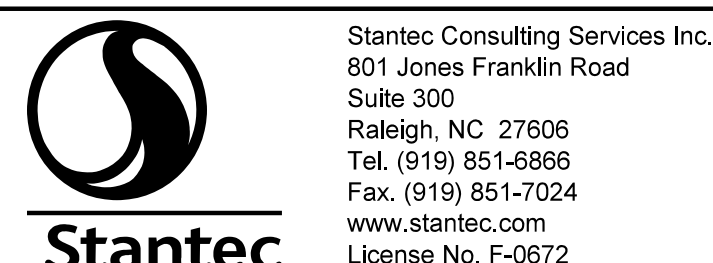 Stantec Consulting Services Inc.
801 Jones Franklin Road
Suite 300
Raleigh, NC 27606
Tel. (919) 851-6866
Fax. (919) 851-7024
www.stantec.com
License No. F-0672
Stantec